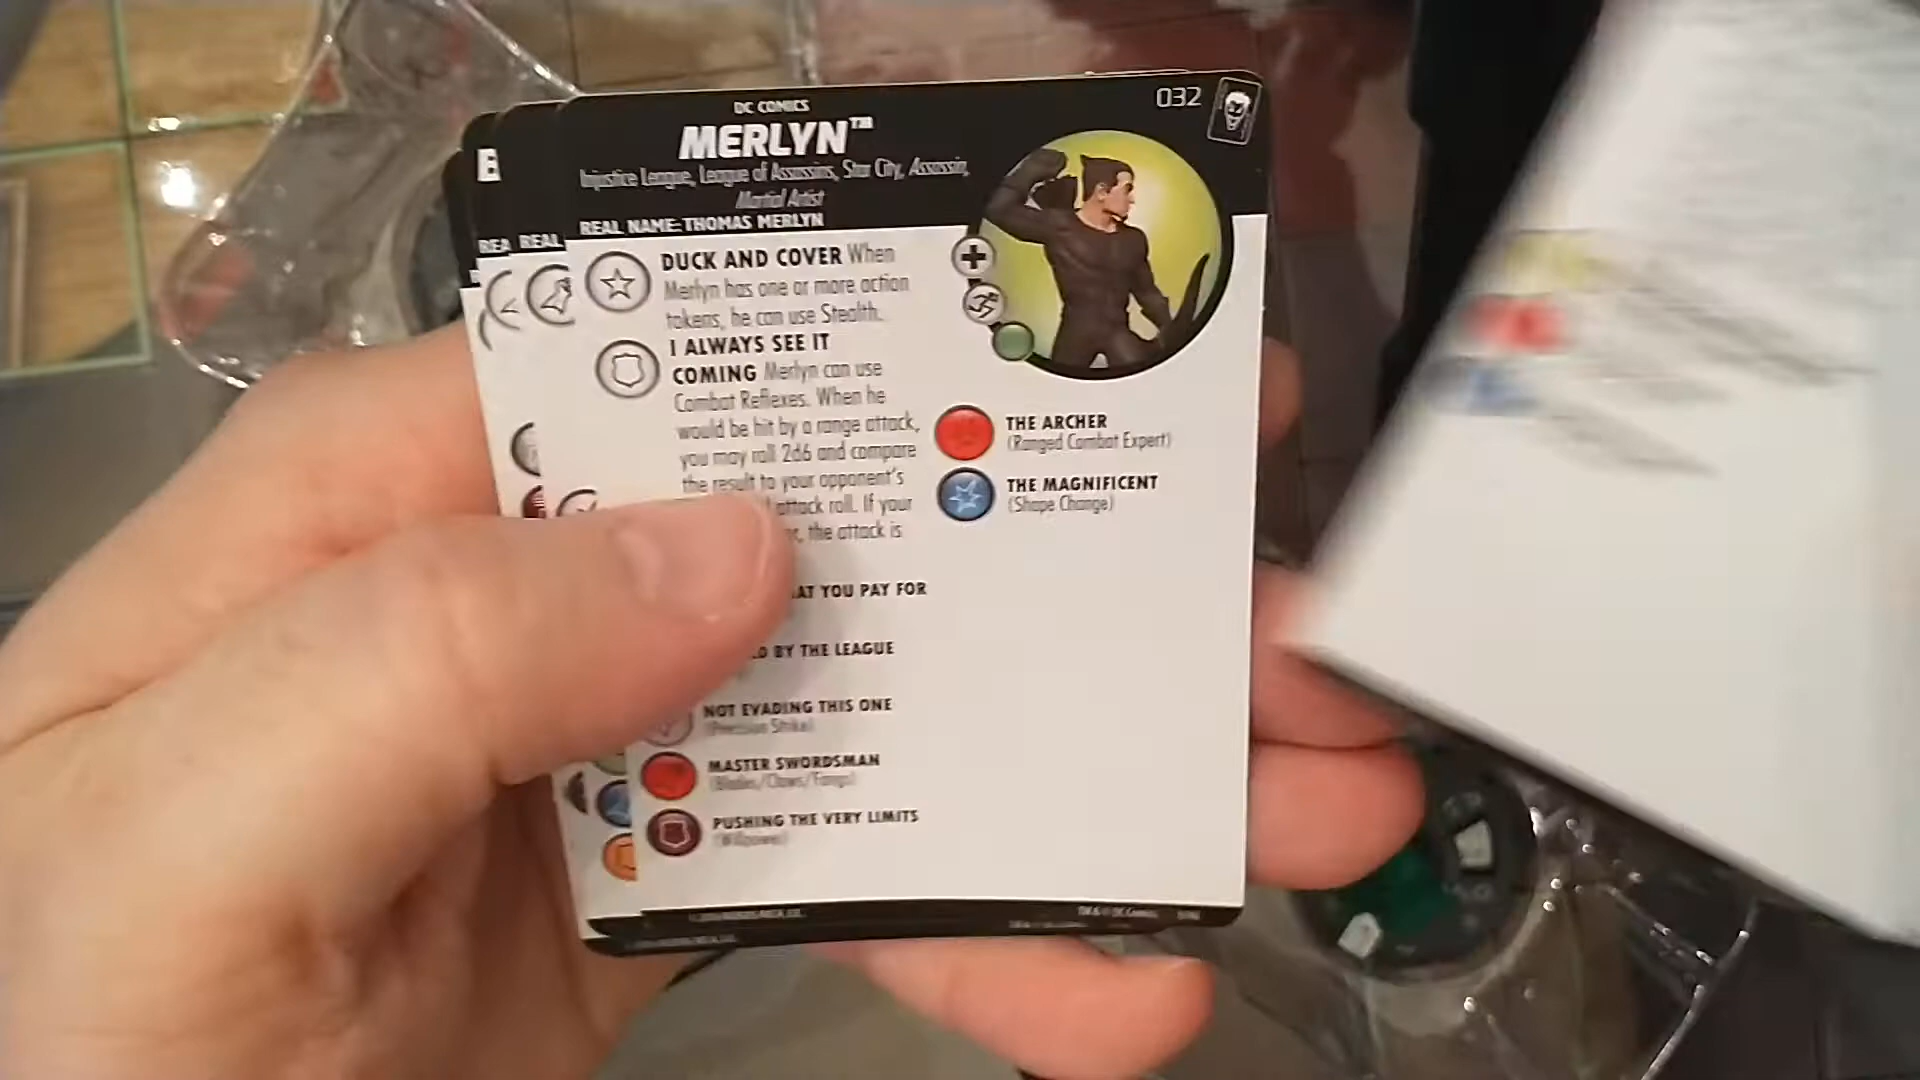 DC COMICS
MERLYN™
032
Injustice League, League of Assassins, Star City, Assassin,
Martial Artist
REAL NAME: THOMAS MERLYN
E
REA
REAL
DUCK AND COVER When
Merlyn has one or more action
tokens, he can use Stealth.
I ALWAYS SEE IT
COMING Merlyn can use
Combat Reflexes. When he
would be hit by a range attack,
you may roll 2d6 and compare
the result to your opponent's
attack roll. If your
, the attack is
AT YOU PAY FOR
BY THE LEAGUE
NOT EVADING THIS ONE
(Precision Strike)
MASTER SWORDSMAN
(Blades/Claws/Fangs)
PUSHING THE VERY LIMITS
(Willpower)
THE ARCHER
(Ranged Combat Expert)
THE MAGNIFICENT
(Shape Change)
TM & © DC Comics